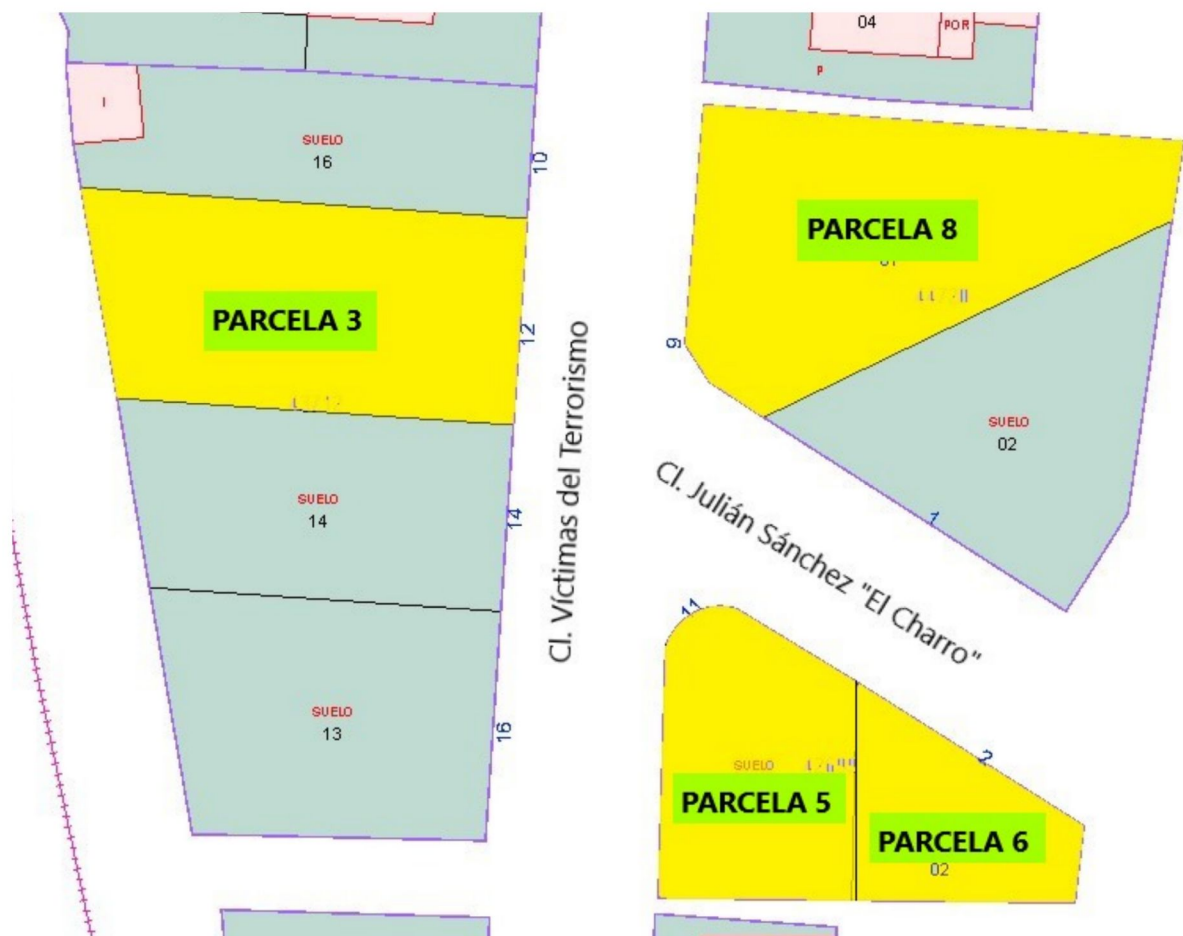 04
POR
P
I
SUELO
16
10
PARCELA 3
12
Cl. Víctimas del Terrorismo
SUELO
14
14
SUELO
13
16
PARCELA 8
9
SUELO
02
1
Cl. Julián Sánchez "El Charro"
11
SUELO
PARCELA 5
2
PARCELA 6
02